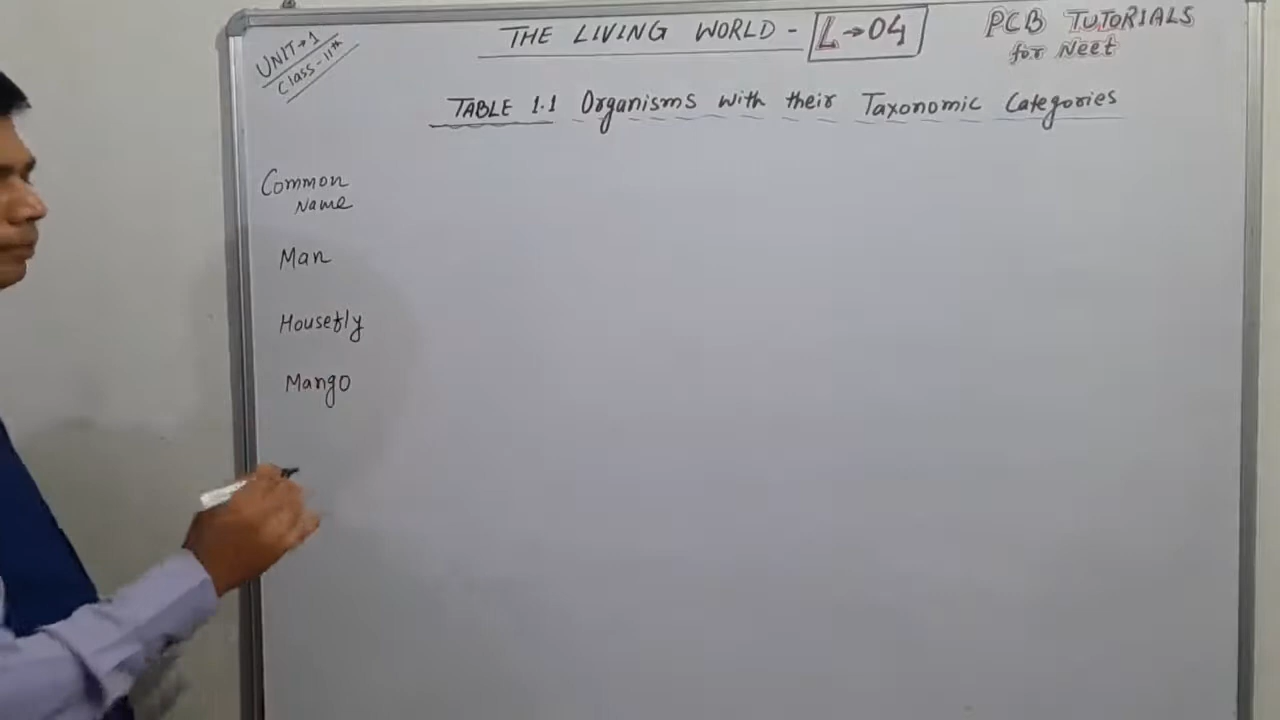 UNIT→1
Class-11th
THE LIVING WORLD - L→04
PCB TUTORIALS
for Neet
TABLE 1.1 Organisms with their Taxonomic Categories
Common
Name
Man
Housefly
Mango